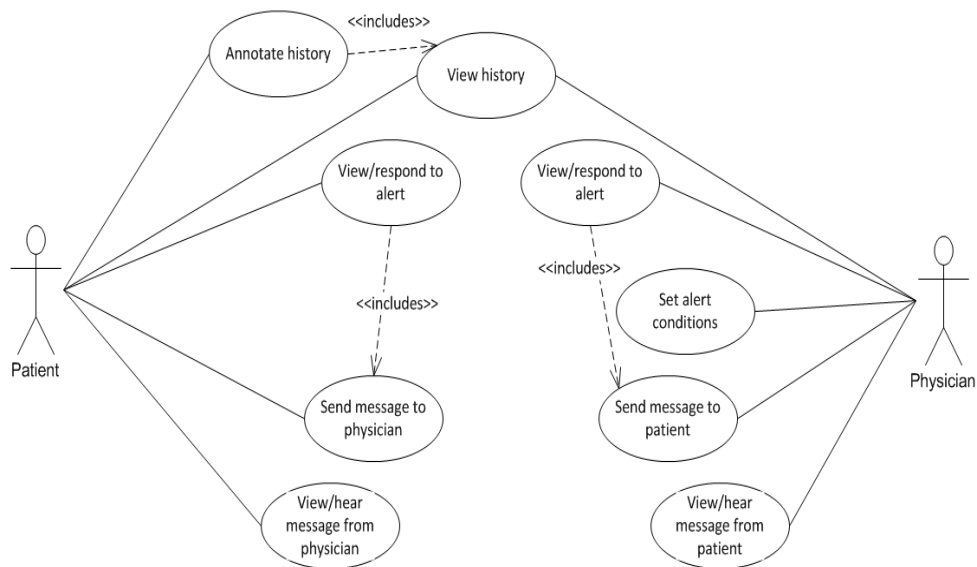 <<includes>>
Annotate history
View history
View/respond to
alert
View/respond to
alert
<<includes>>
<<includes>>
Set alert
conditions
Patient
Physician
Send message to
physician
Send message to
patient
View/hear
message from
physician
View/hear
message from
patient